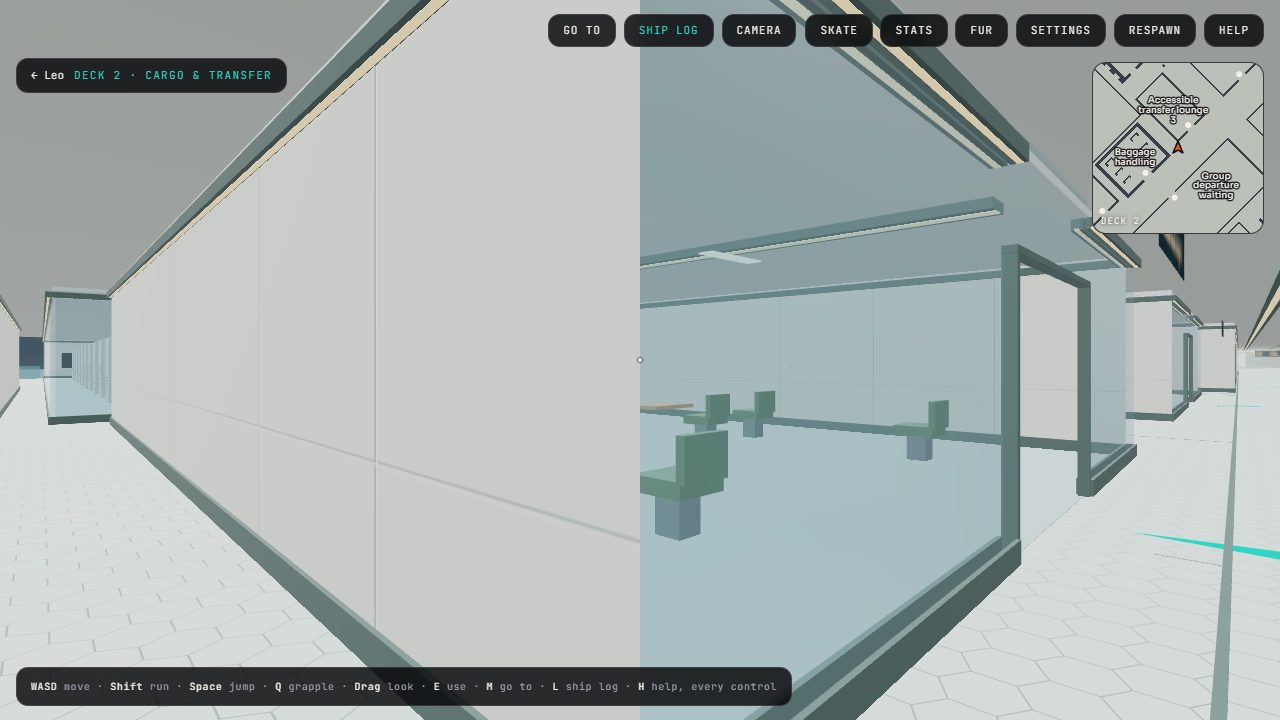 GO TO
SHIP LOG
CAMERA
SKATE
STATS
FUR
SETTINGS
RESPAWN
HELP
← Leo DECK 2 · CARGO & TRANSFER
Accessible
transfer lounge
3
Baggage
handling
Group
departure
waiting
DECK 2
WASD move · Shift run · Space jump · Q grapple · Drag look · E use · M go to · L ship log · H help, every control